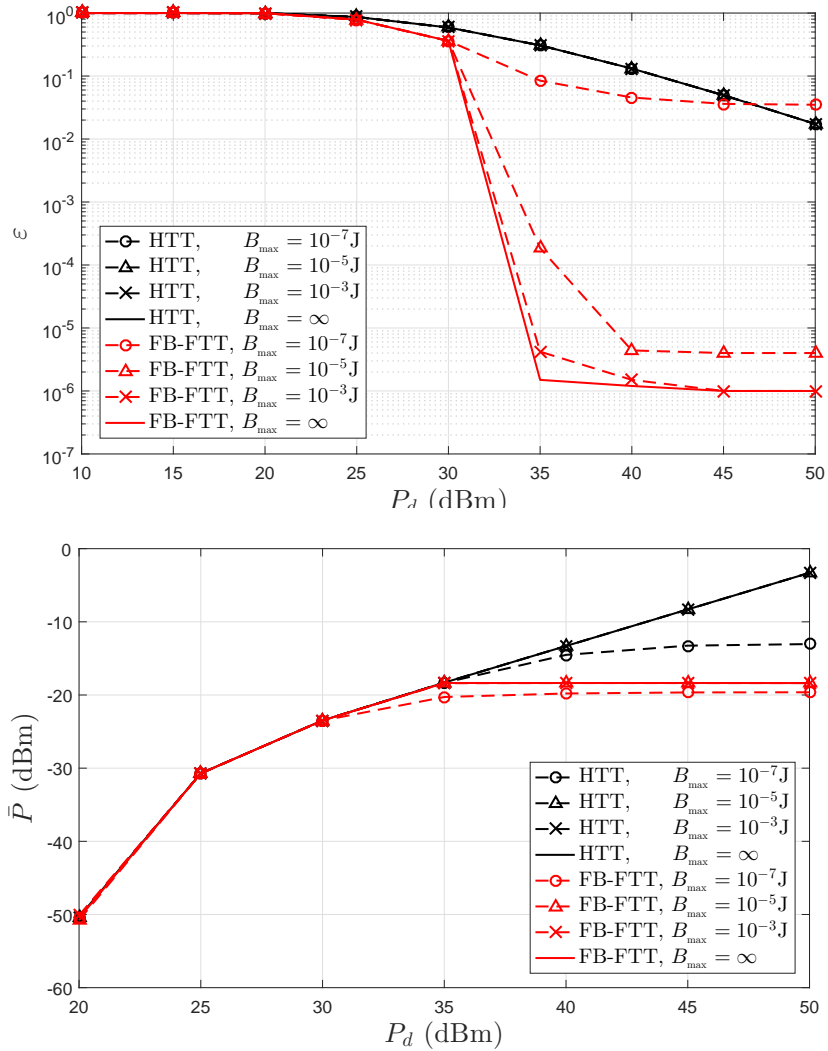 10^0
10^-1
10^-2
10^-3
10^-4
10^-5
10^-6
10^-7
ε
HTT, B_max = 10^-7J
HTT, B_max = 10^-5J
HTT, B_max = 10^-3J
HTT, B_max = ∞
FB-FTT, B_max = 10^-7J
FB-FTT, B_max = 10^-5J
FB-FTT, B_max = 10^-3J
FB-FTT, B_max = ∞
10 15 20 25 30 35 40 45 50
P_d (dBm)
0
-10
-20
-30
-40
-50
-60
P̄ (dBm)
HTT, B_max = 10^-7J
HTT, B_max = 10^-5J
HTT, B_max = 10^-3J
HTT, B_max = ∞
FB-FTT, B_max = 10^-7J
FB-FTT, B_max = 10^-5J
FB-FTT, B_max = 10^-3J
FB-FTT, B_max = ∞
20 25 30 35 40 45 50
P_d (dBm)